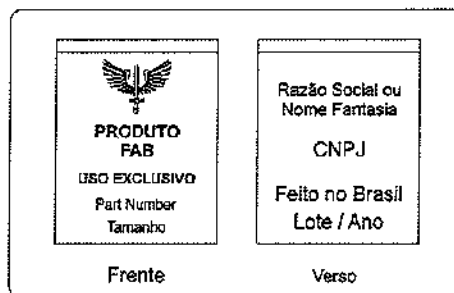 PRODUTO
FAB
USO EXCLUSIVO
Part Number
Tamanho
Frente
Razão Social ou
Nome Fantasia
CNPJ
Feito no Brasil
Lote / Ano
Verso